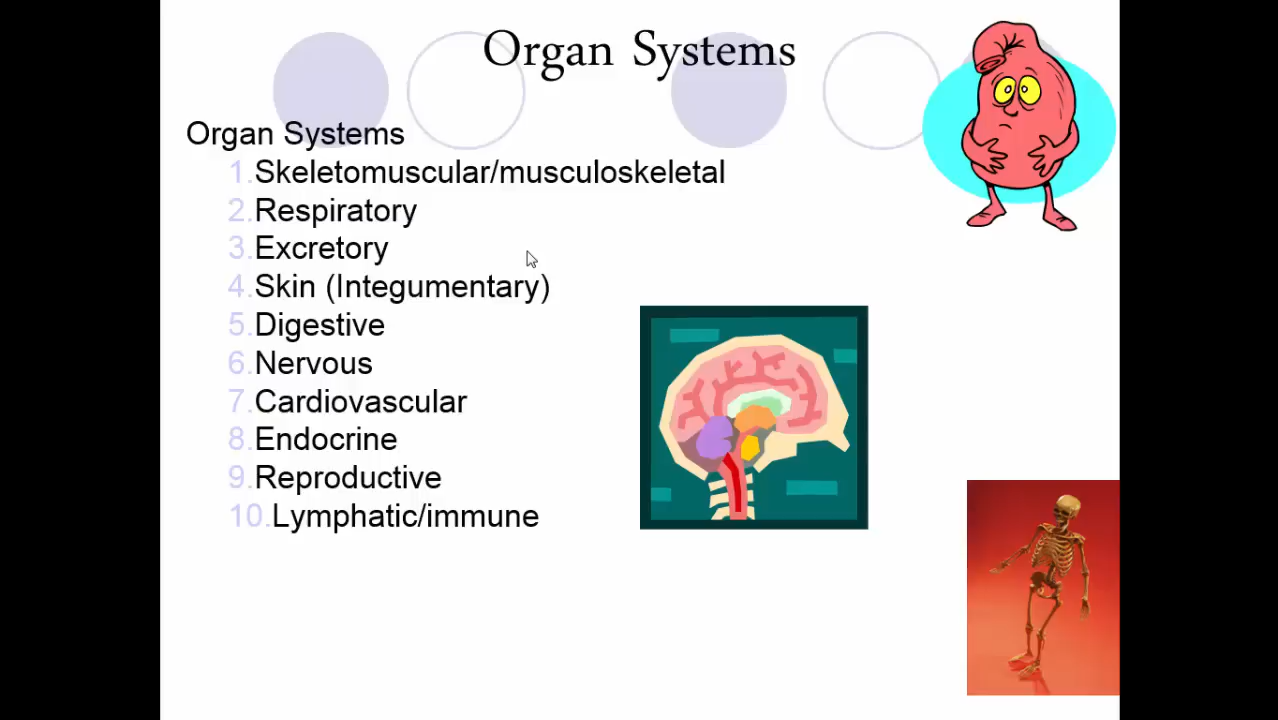 Organ Systems
Organ Systems
1.Skeletomuscular/musculoskeletal
2.Respiratory
3.Excretory
4.Skin (Integumentary)
5.Digestive
6.Nervous
7.Cardiovascular
8.Endocrine
9.Reproductive
10.Lymphatic/immune